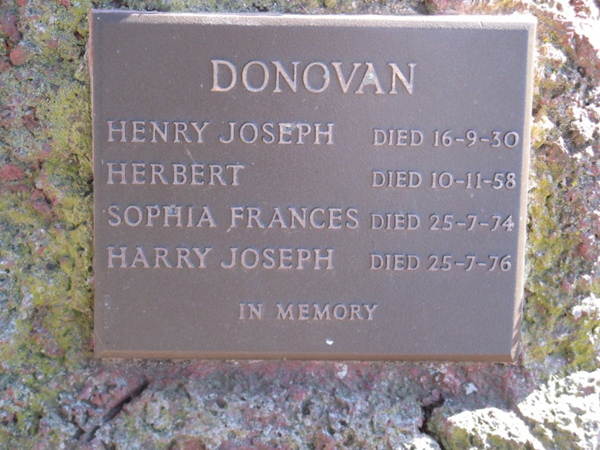 DONOVAN
HENRY JOSEPH DIED 16-9-30
HERBERT DIED 10-11-58
SOPHIA FRANCES DIED 25-7-74
HARRY JOSEPH DIED 25-7-76
IN MEMORY